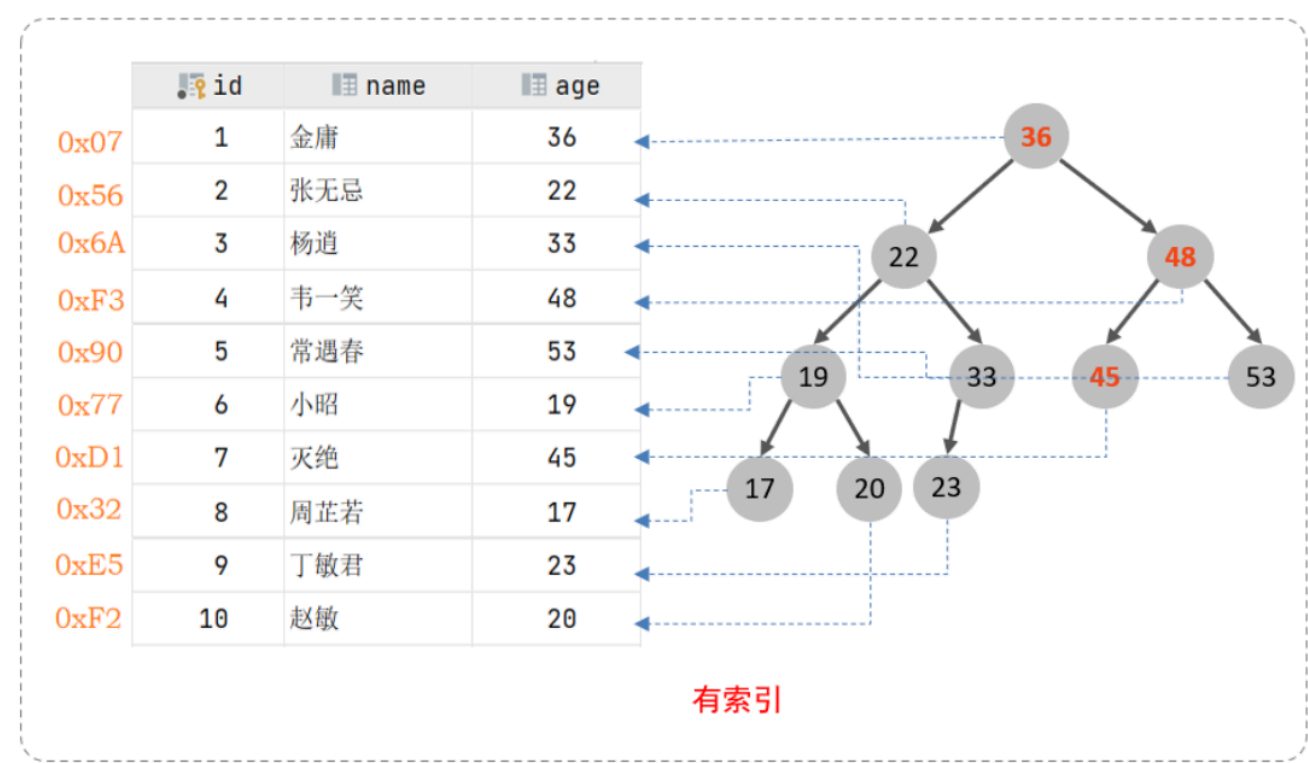 id name age
0x07 1 金庸 36
0x56 2 张无忌 22
0x6A 3 杨逍 33
0xF3 4 韦一笑 48
0x90 5 常遇春 53
0x77 6 小昭 19
0xD1 7 灭绝 45
0x32 8 周芷若 17
0xE5 9 丁敏君 23
0xF2 10 赵敏 20
36
22 48
19 33 45 53
17 20 23
有索引